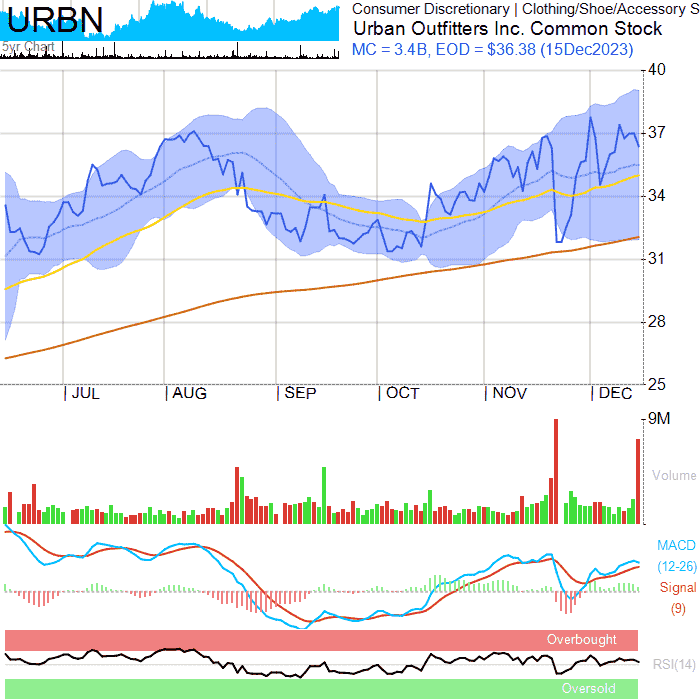 URBN
5yr Chart
Consumer Discretionary | Clothing/Shoe/Accessory S
Urban Outfitters Inc. Common Stock
MC = 3.4B, EOD = $36.38 (15Dec2023)
40
37
34
31
28
25
JUL
AUG
SEP
OCT
NOV
DEC
9M
Volume
MACD
(12-26)
Signal
(9)
Overbought
RSI(14)
Oversold